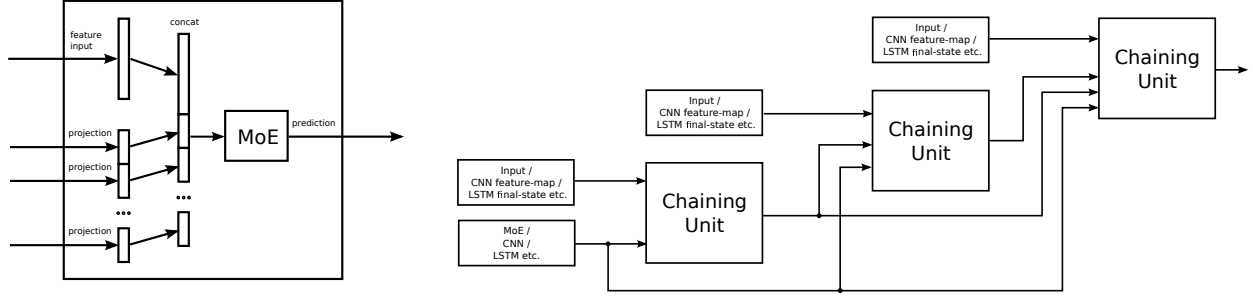 feature
input
concat
projection
projection
...
projection
...
MoE
prediction
Input /
CNN feature-map /
LSTM final-state etc.
MoE /
CNN /
LSTM etc.
Chaining
Unit
Input /
CNN feature-map /
LSTM final-state etc.
Chaining
Unit
Input /
CNN feature-map /
LSTM final-state etc.
Chaining
Unit